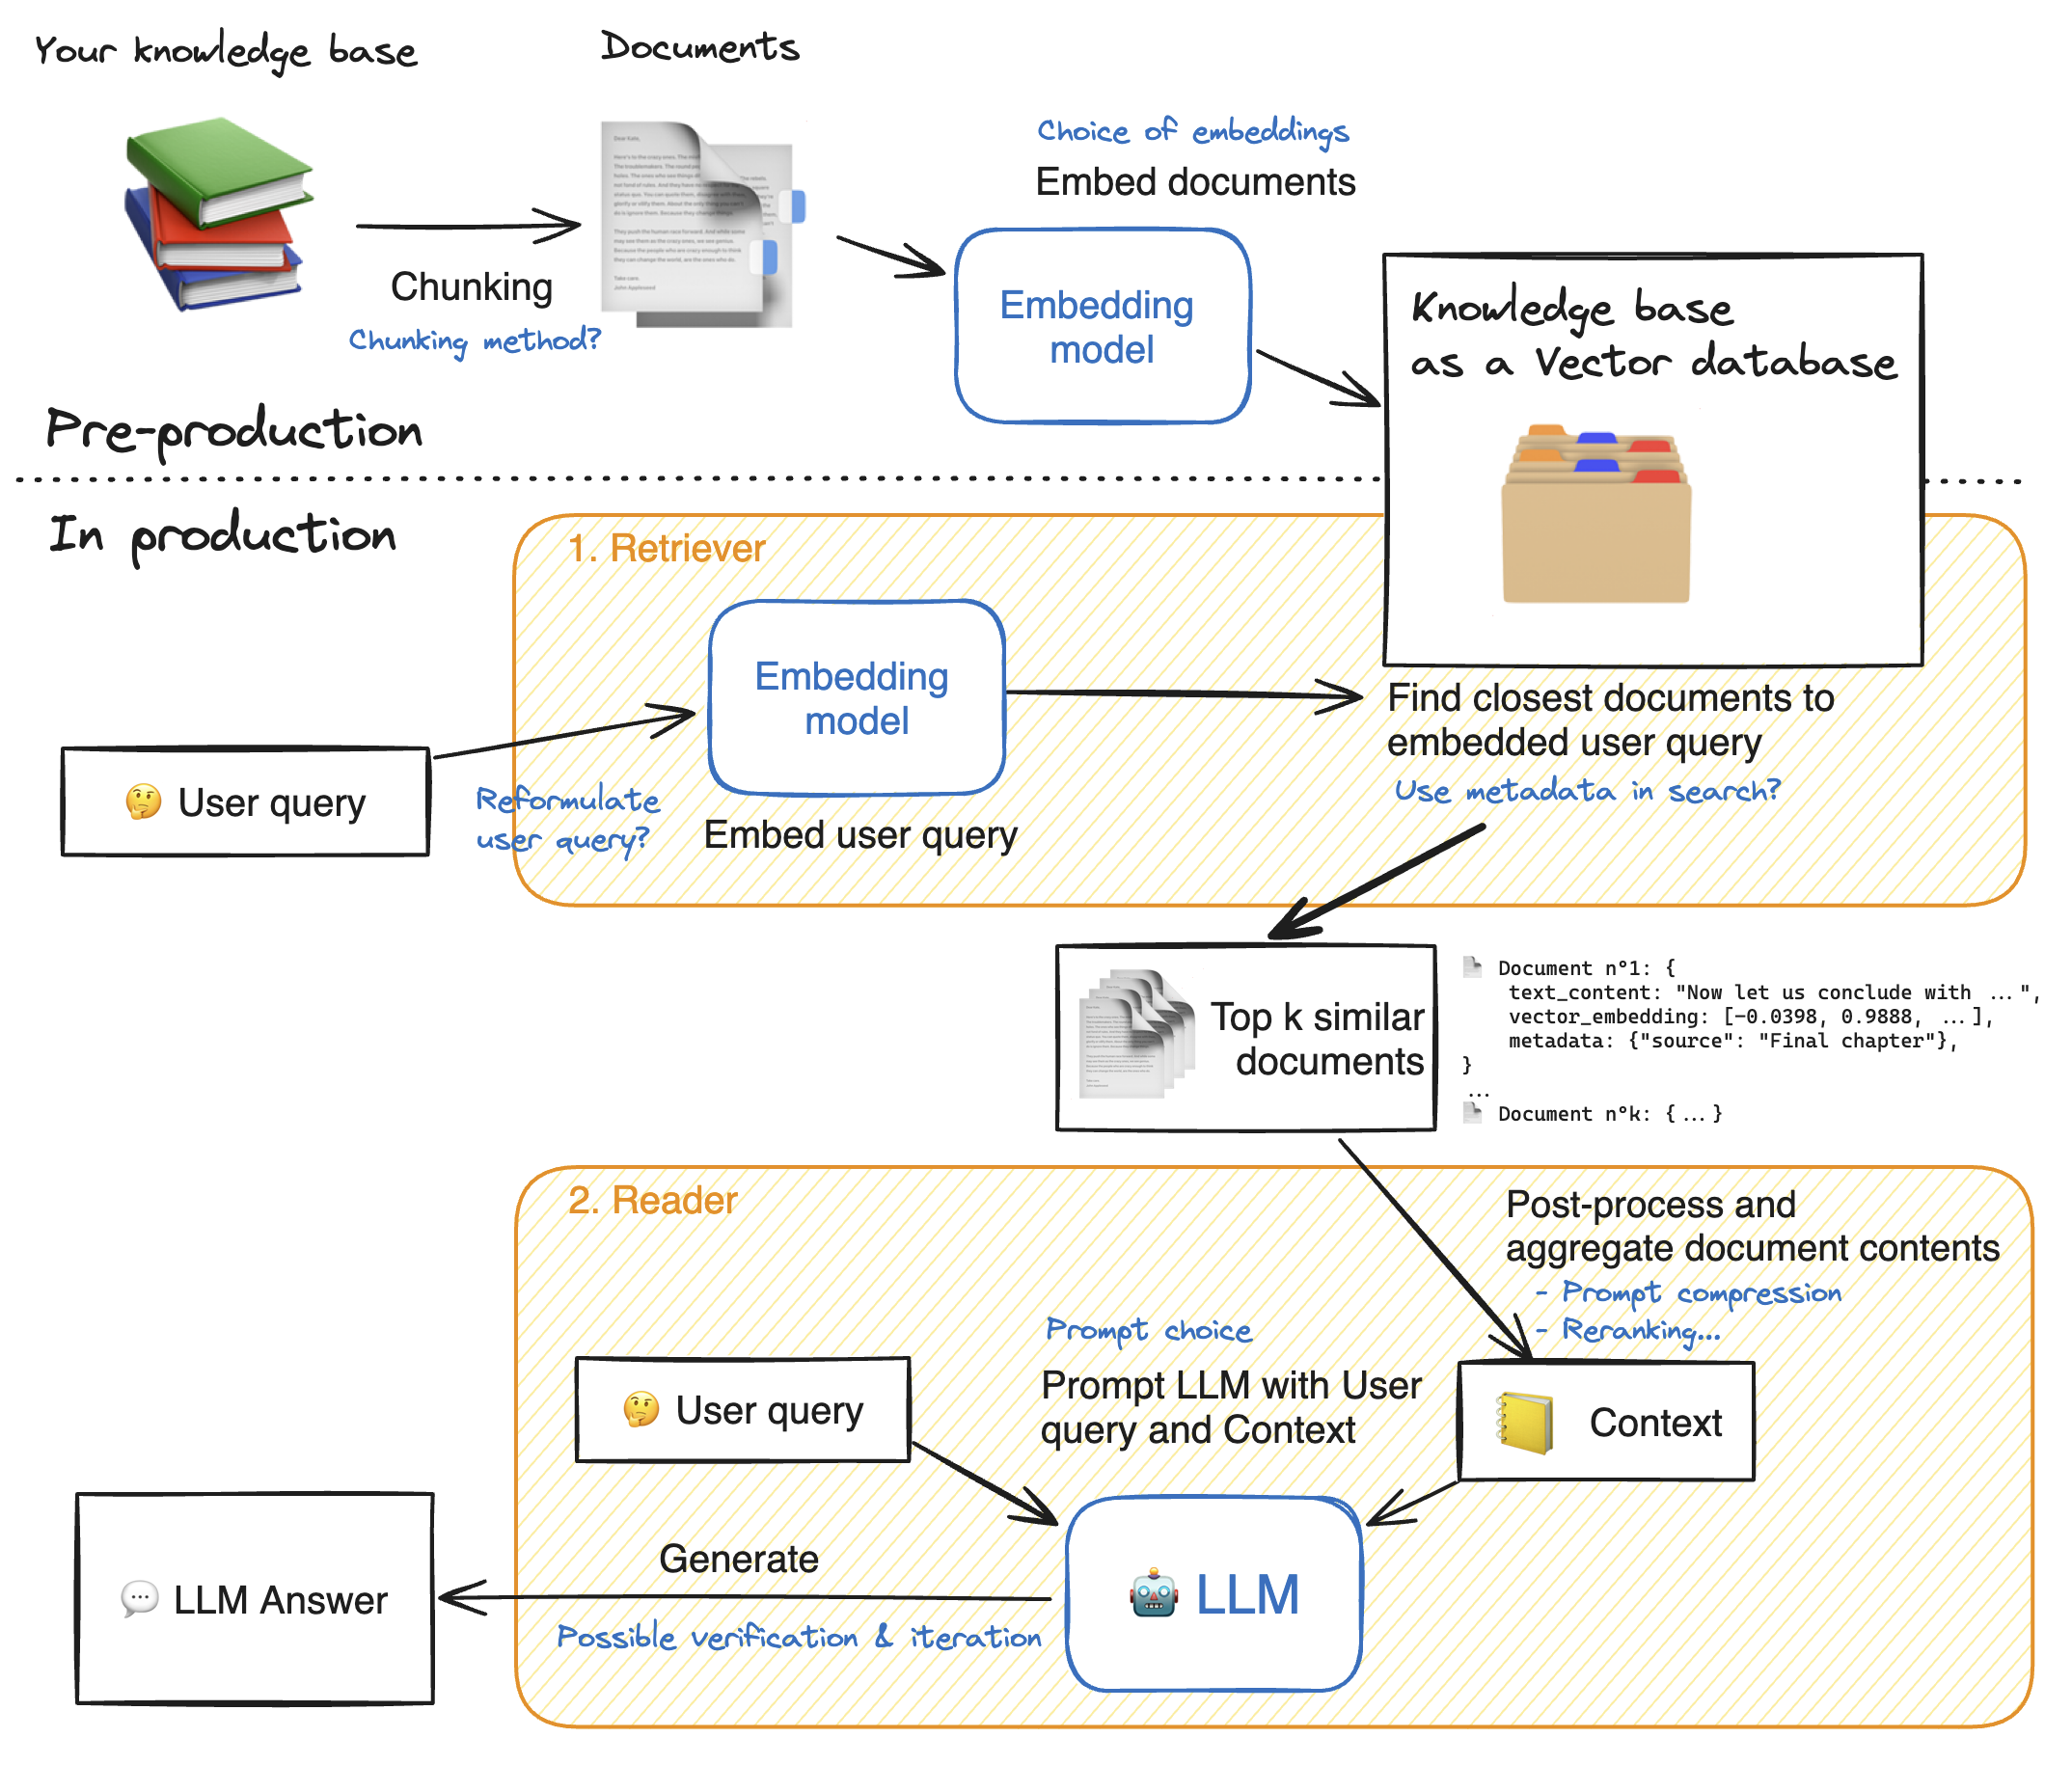 Your knowledge base
Documents
Choice of embeddings
Embed documents
Chunking
Chunking method?
Embedding
model
Knowledge base
as a Vector database
Pre-production
In production
1. Retriever
Embedding
model
🤔 User query
Reformulate
user query?
Embed user query
Find closest documents to
embedded user query
Use metadata in search?
Top k similar
documents
Document n°1: {
text_content: "Now let us conclude with ...",
vector_embedding: [-0.0398, 0.9888, ...],
metadata: {"source": "Final chapter"},
}
...
Document n°k: {...}
2. Reader
Post-process and
aggregate document contents
- Prompt compression
- Reranking...
Prompt choice
Prompt LLM with User
query and Context
🤔 User query
Context
Generate
Possible verification & iteration
🤖 LLM
💬 LLM Answer